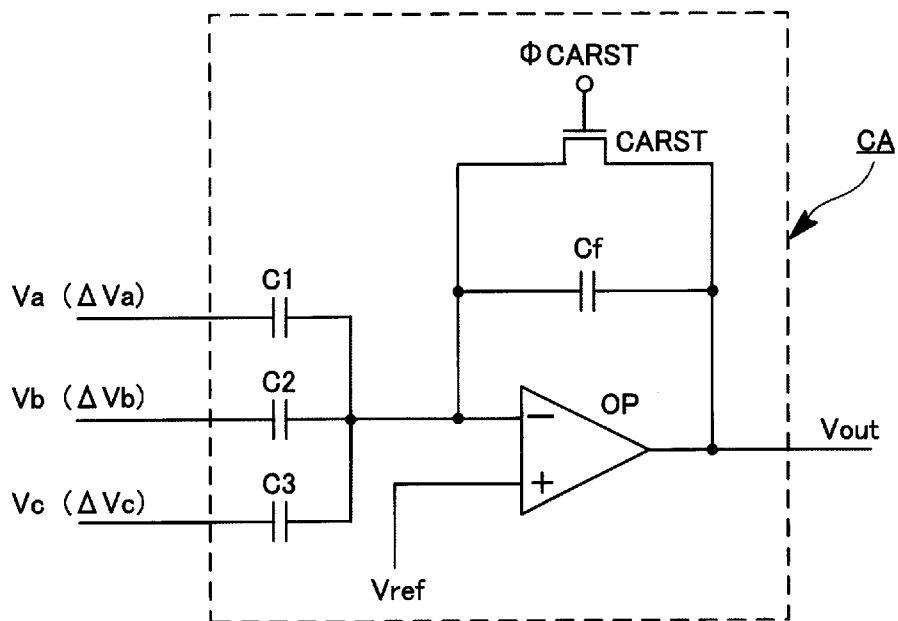 ΦCARST
CARST
CA
Cf
C1
Va (ΔVa)
C2
Vb (ΔVb)
OP
−
Vout
C3
Vc (ΔVc)
+
Vref